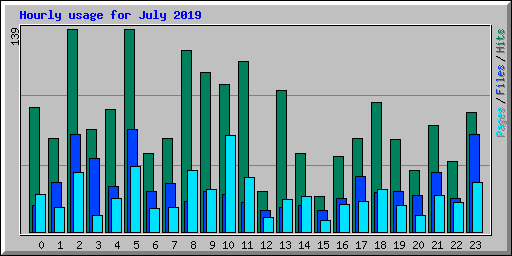 Hourly usage for July 2019
139
Pages/Files/Hits
0 1 2 3 4 5 6 7 8 9 10 11 12 13 14 15 16 17 18 19 20 21 22 23